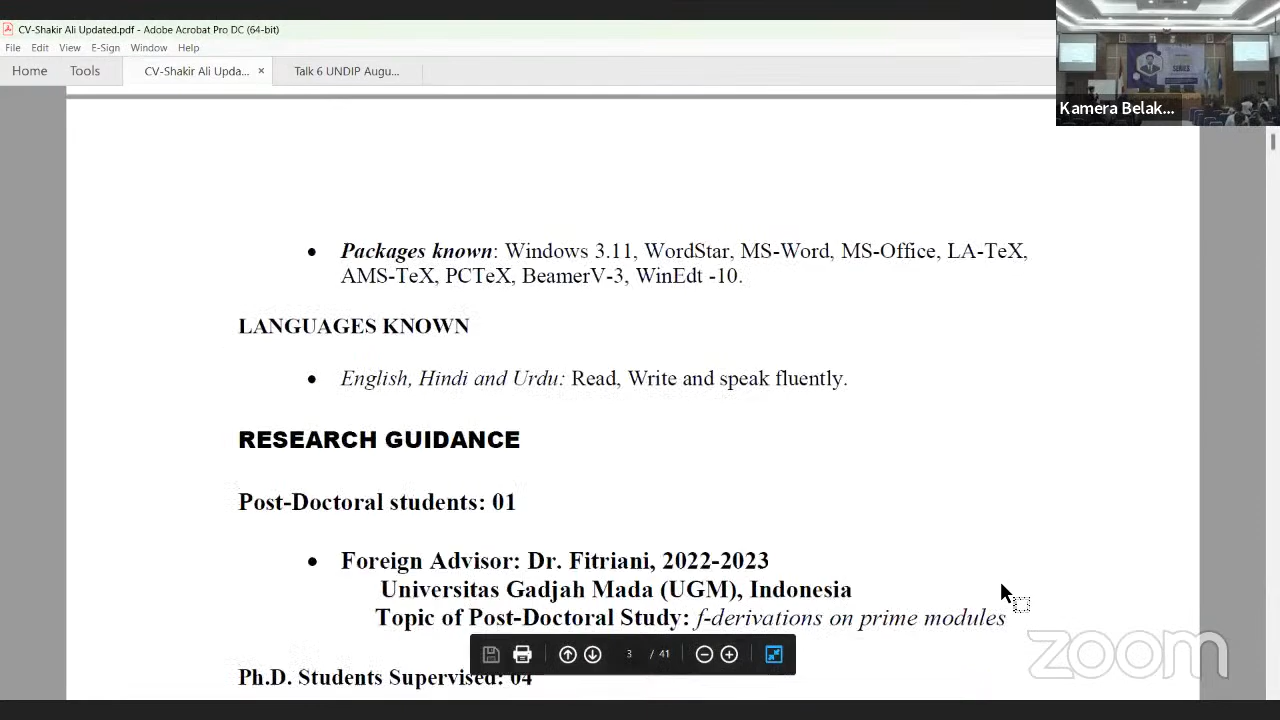 CV-Shakir Ali Updated.pdf - Adobe Acrobat Pro DC (64-bit)
File Edit View E-Sign Window Help
Home Tools CV-Shakir Ali Upda... × Talk 6 UNDIP Augu...
Kamera Belak...
• Packages known: Windows 3.11, WordStar, MS-Word, MS-Office, LA-TeX,
AMS-TeX, PCTeX, BeamerV-3, WinEdt -10.
LANGUAGES KNOWN
• English, Hindi and Urdu: Read, Write and speak fluently.
RESEARCH GUIDANCE
Post-Doctoral students: 01
• Foreign Advisor: Dr. Fitriani, 2022-2023
Universitas Gadjah Mada (UGM), Indonesia
Topic of Post-Doctoral Study: f-derivations on prime modules
3 / 41
Ph.D. Students Supervised: 04
zoom